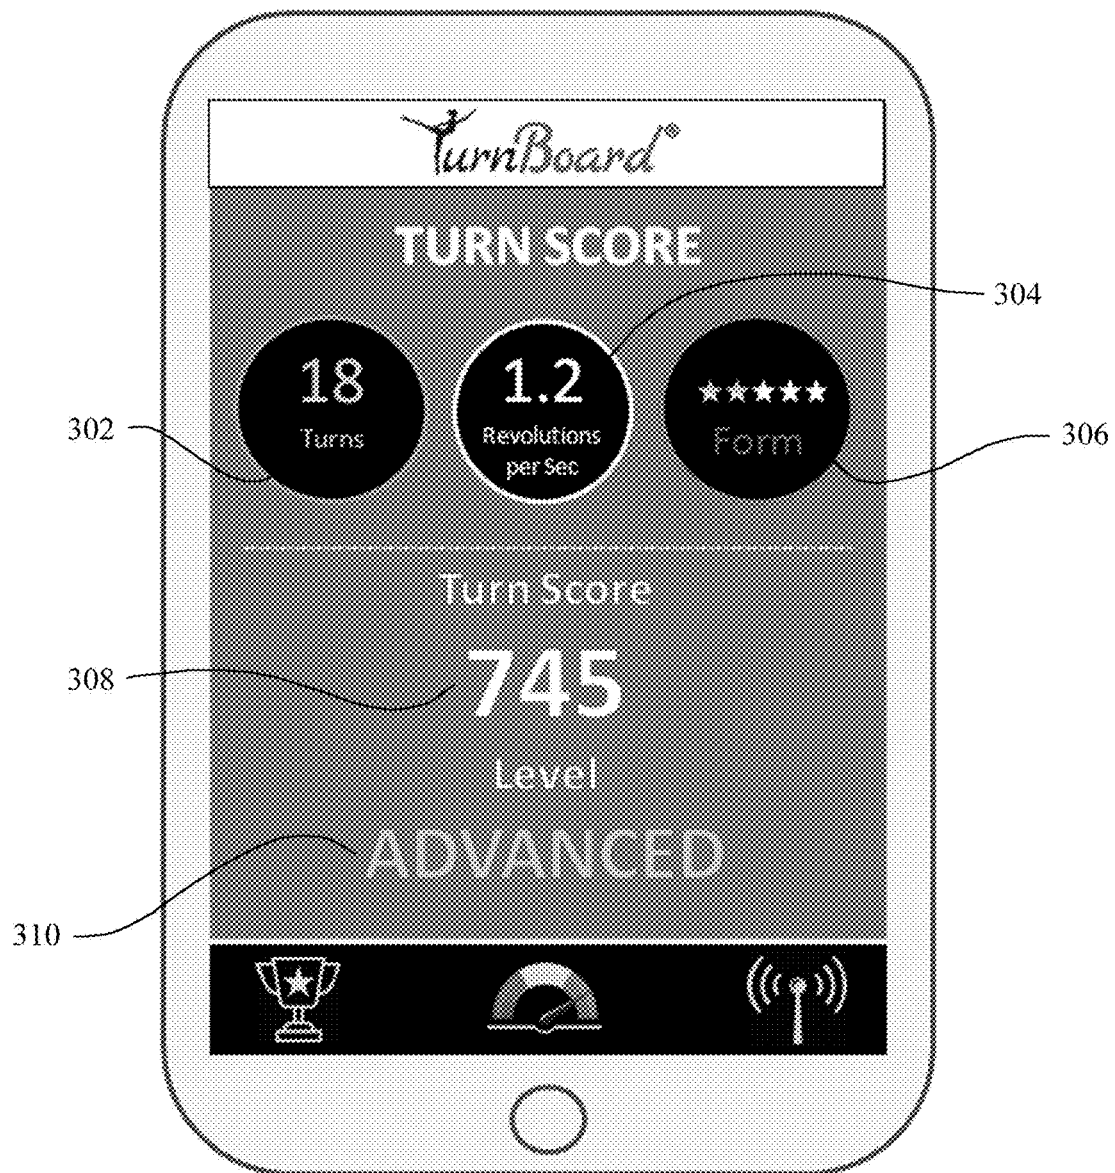 TurnBoard®
TURN SCORE
304
18
Turns
1.2
Revolutions
per Sec
Form
302
306
Turn Score
745
308
Level
ADVANCED
310